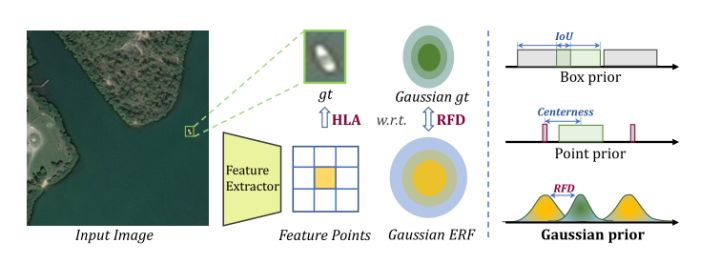 Input Image
Feature
Extractor
gt
HLA
Feature Points
w.r.t.
Gaussian gt
RFD
Gaussian ERF
IoU
Box prior
Centerness
Point prior
RFD
Gaussian prior